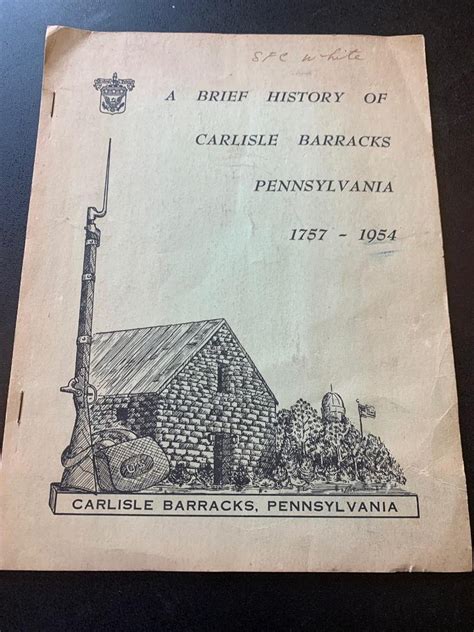 SFC White
A BRIEF HISTORY OF
CARLISLE BARRACKS
PENNSYLVANIA
1757 - 1954
CARLISLE BARRACKS, PENNSYLVANIA